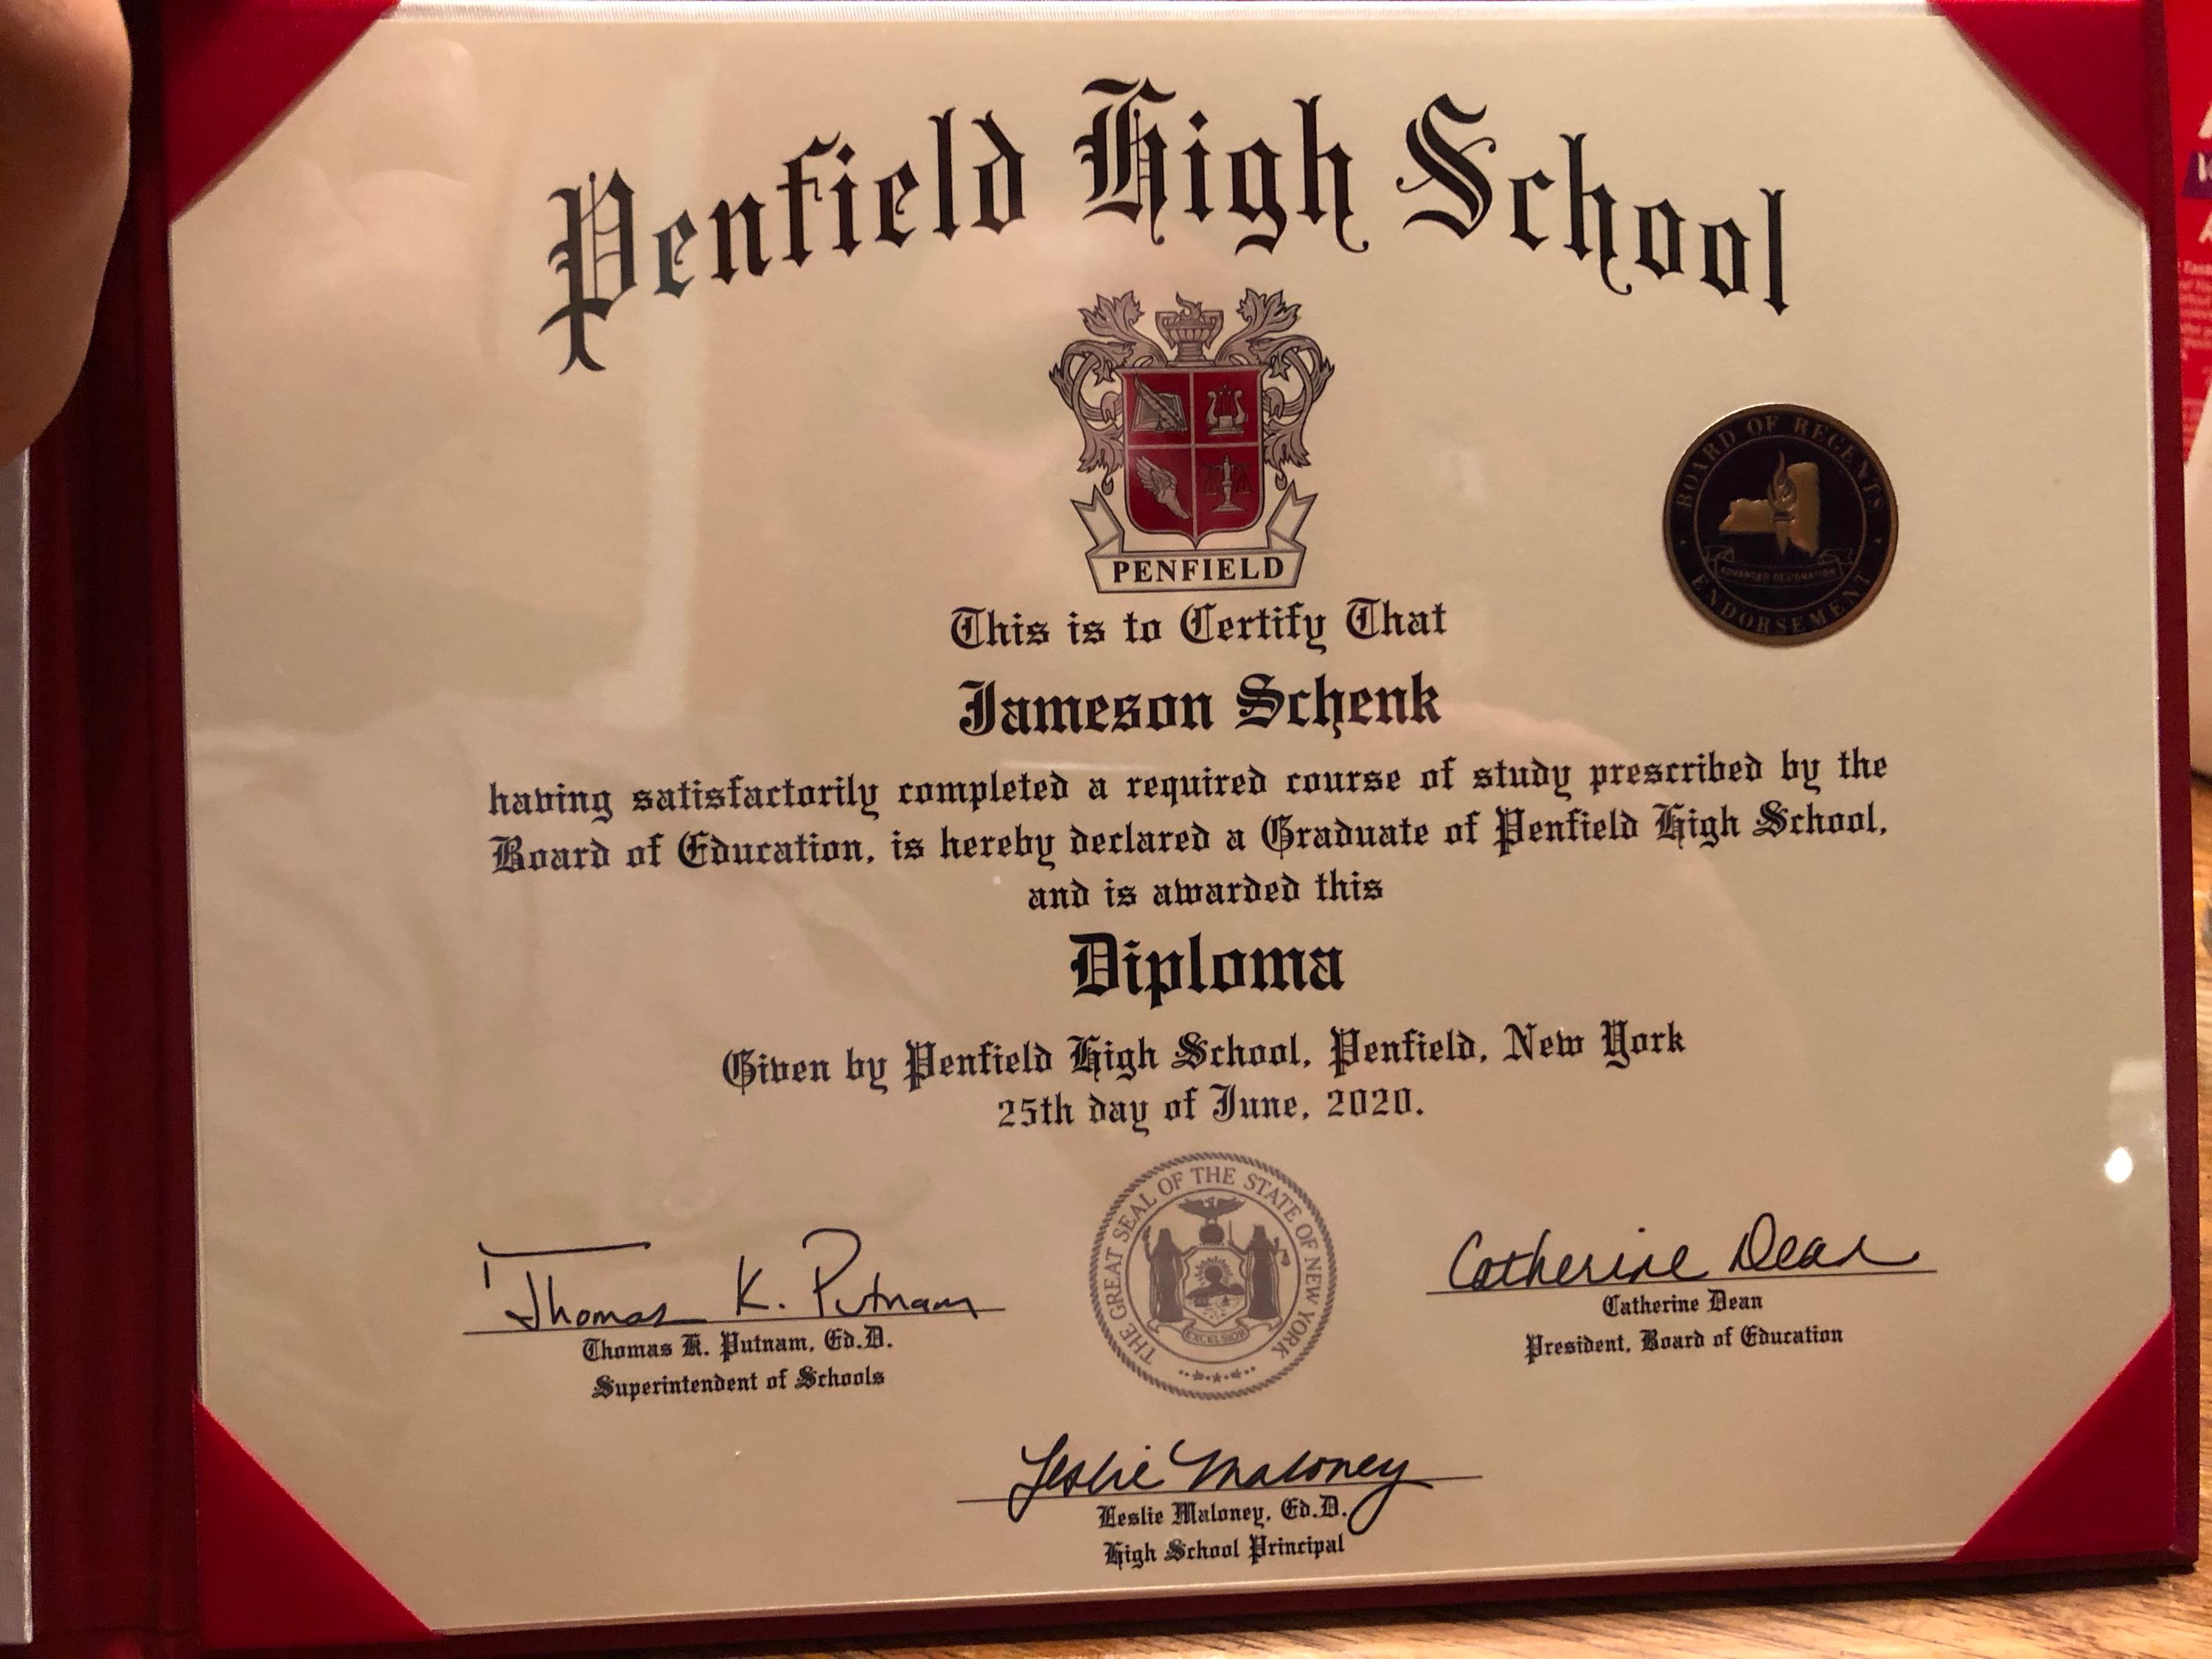 Penfield High School
PENFIELD
BOARD OF REGENTS
ADVANCED DESIGNATION
ENDORSEMENT
This is to Certify That
Jameson Schenk
having satisfactorily completed a required course of study prescribed by the
Board of Education, is hereby declared a Graduate of Penfield High School,
and is awarded this
Diploma
Given by Penfield High School, Penfield, New York
25th day of June, 2020.
THE GREAT SEAL OF THE STATE OF NEW YORK
EXCELSIOR
Thomas K. Putnam
Thomas K. Putnam, Ed.D.
Superintendent of Schools
Catherine Dean
Catherine Dean
President, Board of Education
Leslie Maloney
Leslie Maloney, Ed.D.
High School Principal